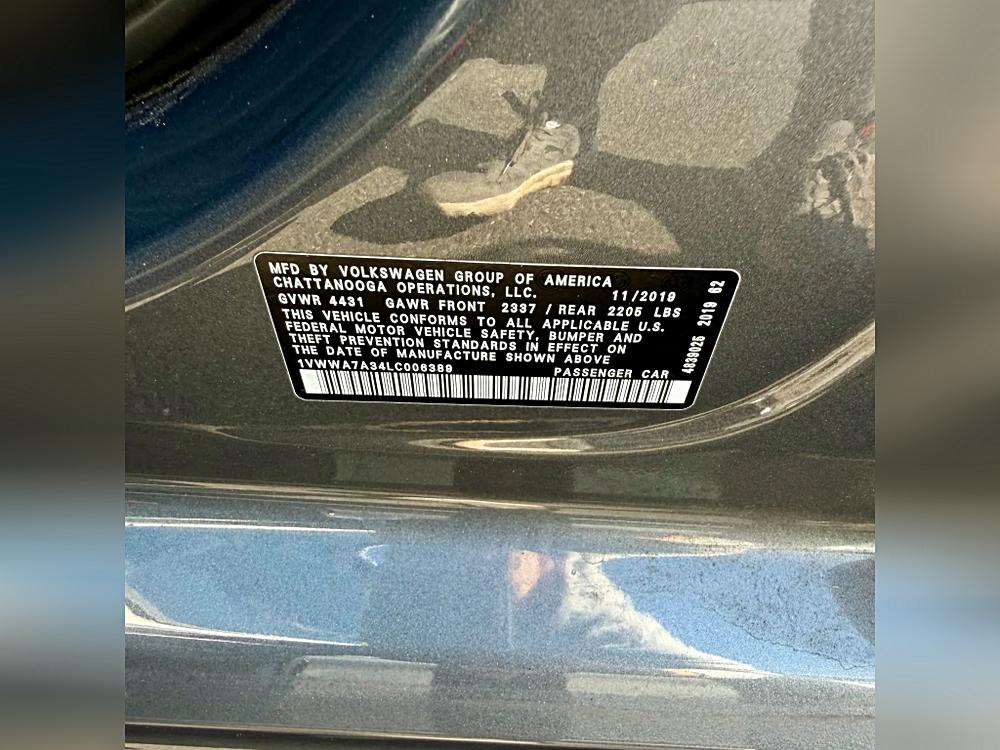 MFD BY VOLKSWAGEN GROUP OF AMERICA
CHATTANOOGA OPERATIONS, LLC. 11/2019
GVWR 4431 GAWR FRONT 2337 / REAR 2205 LBS
THIS VEHICLE CONFORMS TO ALL APPLICABLE U.S.
FEDERAL MOTOR VEHICLE SAFETY, BUMPER AND
THEFT PREVENTION STANDARDS IN EFFECT ON
THE DATE OF MANUFACTURE SHOWN ABOVE
1VWWA7A34LC006389 PASSENGER CAR
4839026 2019 62